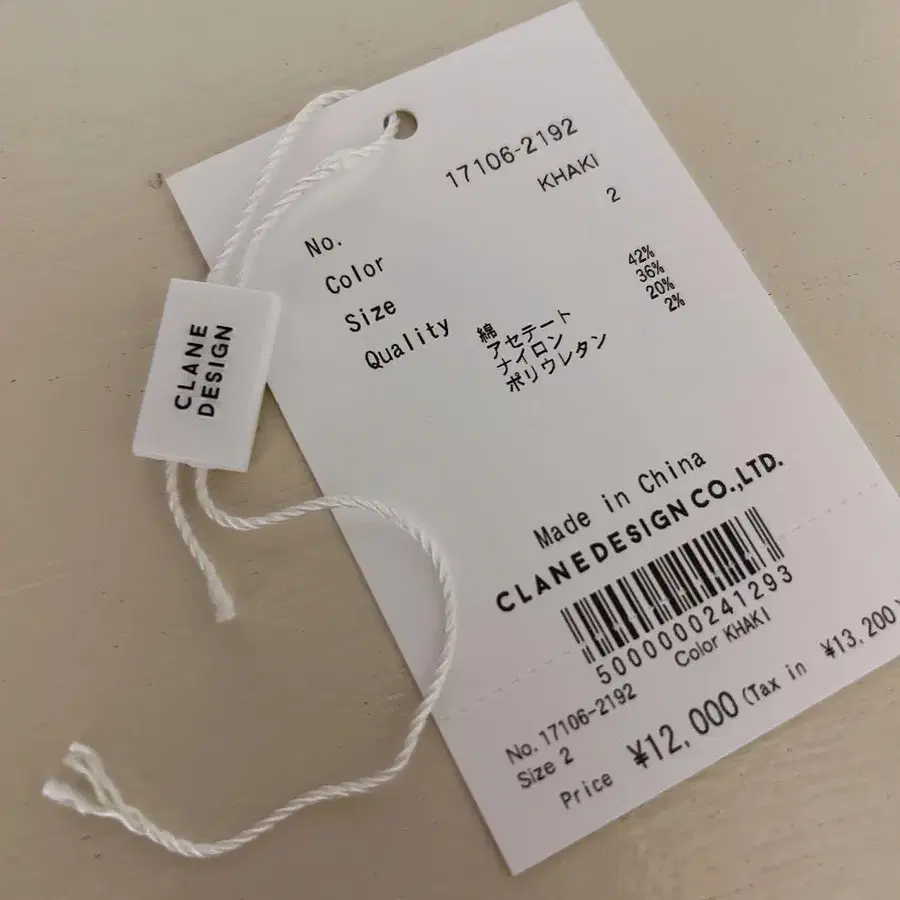 No. 17106-2192
Color KHAKI
Size 2
Quality 綿 42%
アセテート 36%
ナイロン 20%
ポリウレタン 2%
Made in China
CLANE DESIGN CO.,LTD.
5000000241293
No. 17106-2192 Color KHAKI
Size 2
Price ¥12,000 (Tax in ¥13,200)
CLANE
DESIGN